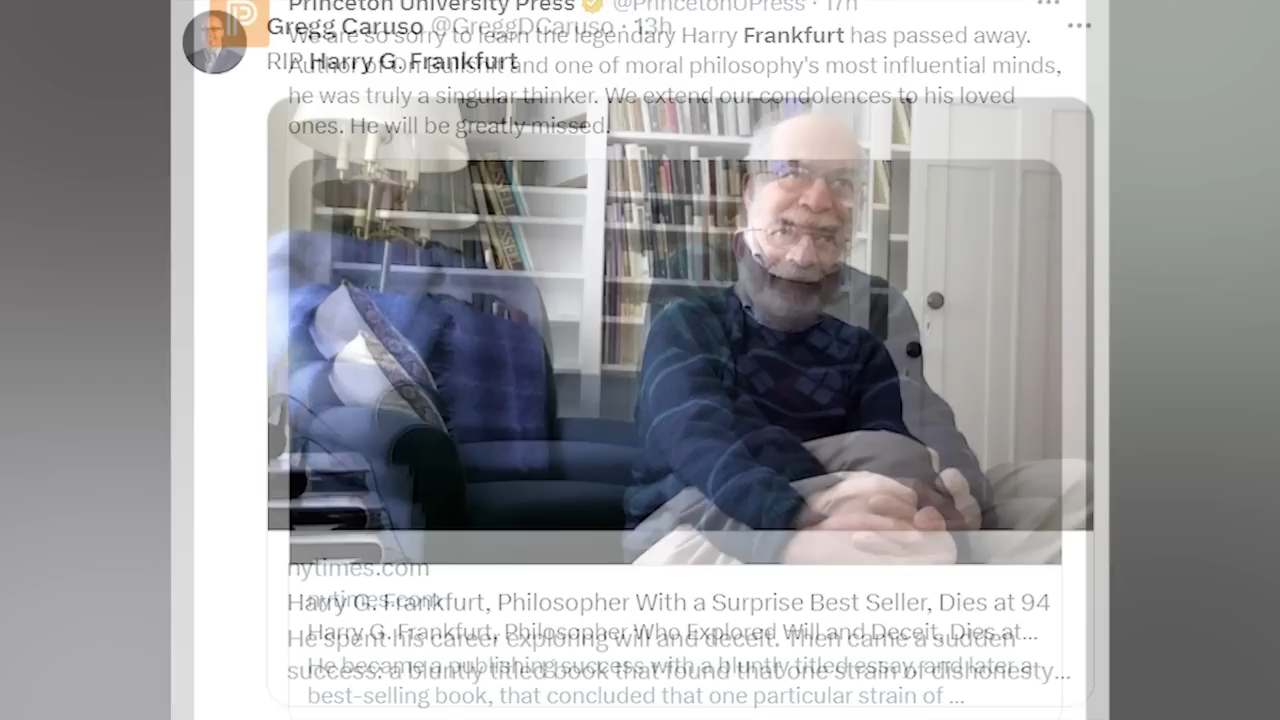 Princeton University Press @PrincetonUPress · 17h
Gregg Caruso @GreggDCaruso · 13h
We are so sorry to learn the legendary Harry Frankfurt has passed away.
RIP Harry G. Frankfurt
Author of On Bullshit and one of moral philosophy's most influential minds,
he was truly a singular thinker. We extend our condolences to his loved
ones. He will be greatly missed.
nytimes.com
nytimes.com
Harry G. Frankfurt, Philosopher With a Surprise Best Seller, Dies at 94
Harry G. Frankfurt, Philosopher Who Explored Will and Deceit, Dies at...
He spent his career exploring will and deceit. Then came a sudden
He became a publishing success with a bluntly titled essay, and later a
success: a bluntly titled book that found that one strain of dishonesty...
best-selling book, that concluded that one particular strain of ...